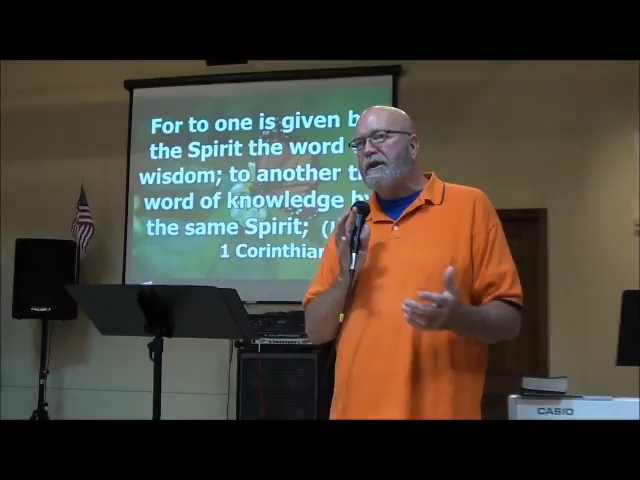 For to one is given b
the Spirit the word
wisdom; to another t
word of knowledge by
the same Spirit; (
1 Corinthian
CASIO